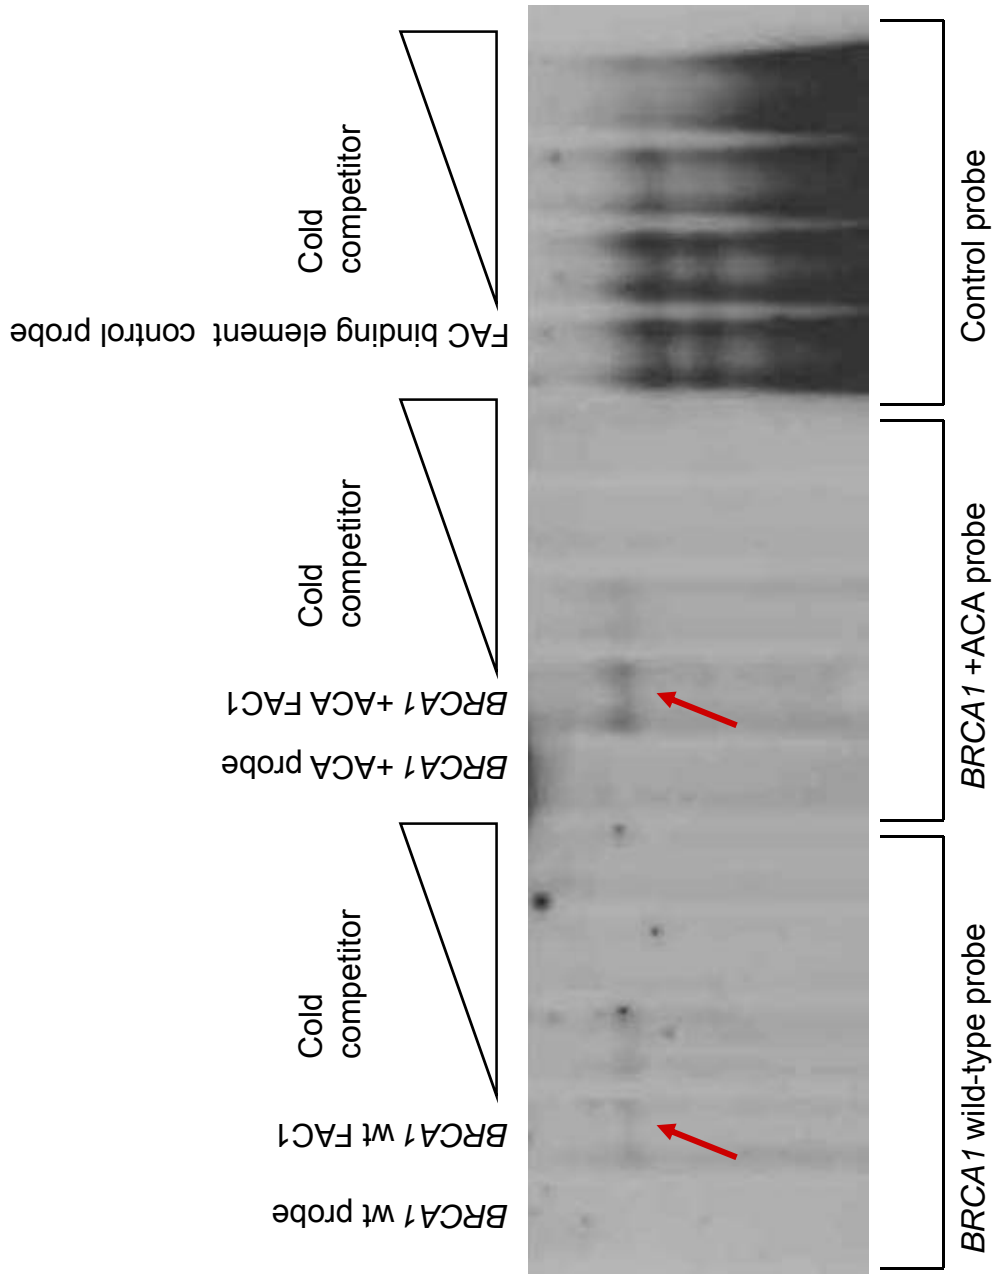 BRCA1 wt probe
BRCA1 wt FAC1
Cold
competitor
BRCA1 +ACA probe
BRCA1 +ACA FAC1
Cold
competitor
FAC binding element control probe
Cold
competitor
BRCA1 wild-type probe
BRCA1 +ACA probe
Control probe